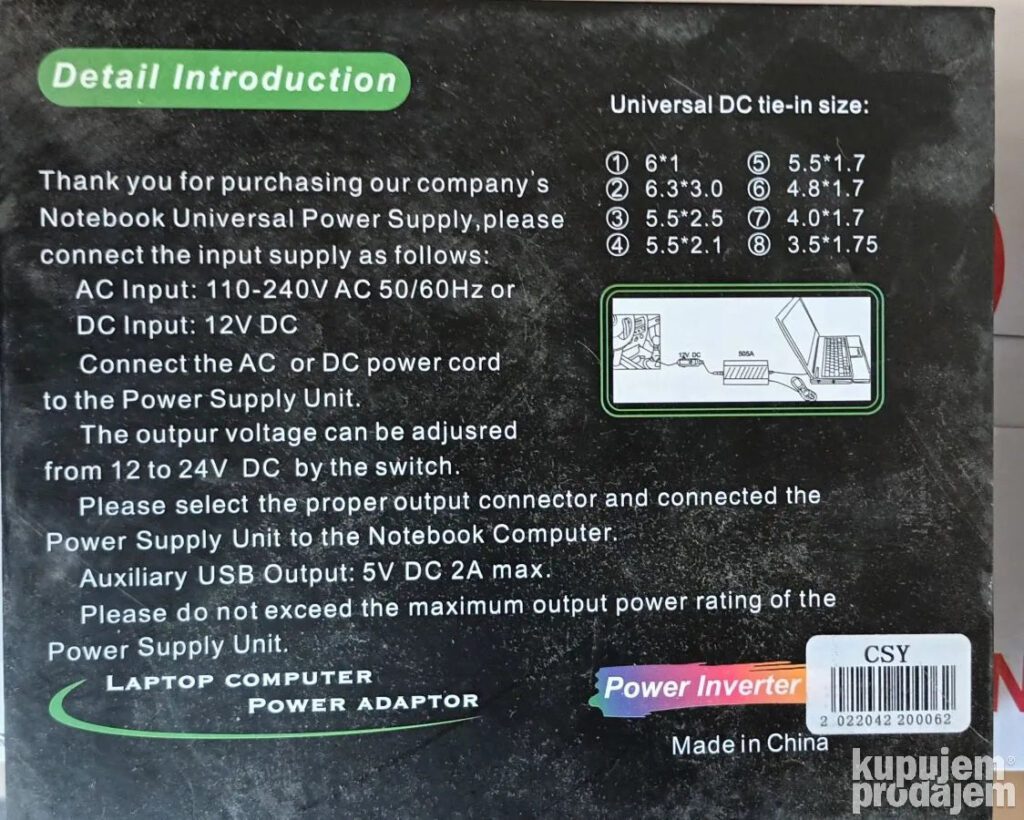 Detail Introduction
Thank you for purchasing our company's
Notebook Universal Power Supply,please
connect the input supply as follows:
AC Input: 110-240V AC 50/60Hz or
DC Input: 12V DC
Connect the AC or DC power cord
to the Power Supply Unit.
The outpur voltage can be adjusred
from 12 to 24V DC by the switch.
Please select the proper output connector and connected the
Power Supply Unit to the Notebook Computer.
Auxiliary USB Output: 5V DC 2A max.
Please do not exceed the maximum output power rating of the
Power Supply Unit.
LAPTOP COMPUTER
POWER ADAPTOR
Universal DC tie-in size:
① 6*1 ⑤ 5.5*1.7
② 6.3*3.0 ⑥ 4.8*1.7
③ 5.5*2.5 ⑦ 4.0*1.7
④ 5.5*2.1 ⑧ 3.5*1.75
12V DC
505A
Power Inverter
CSY
2 022042 200062
Made in China
N
kupujem®
prodajem